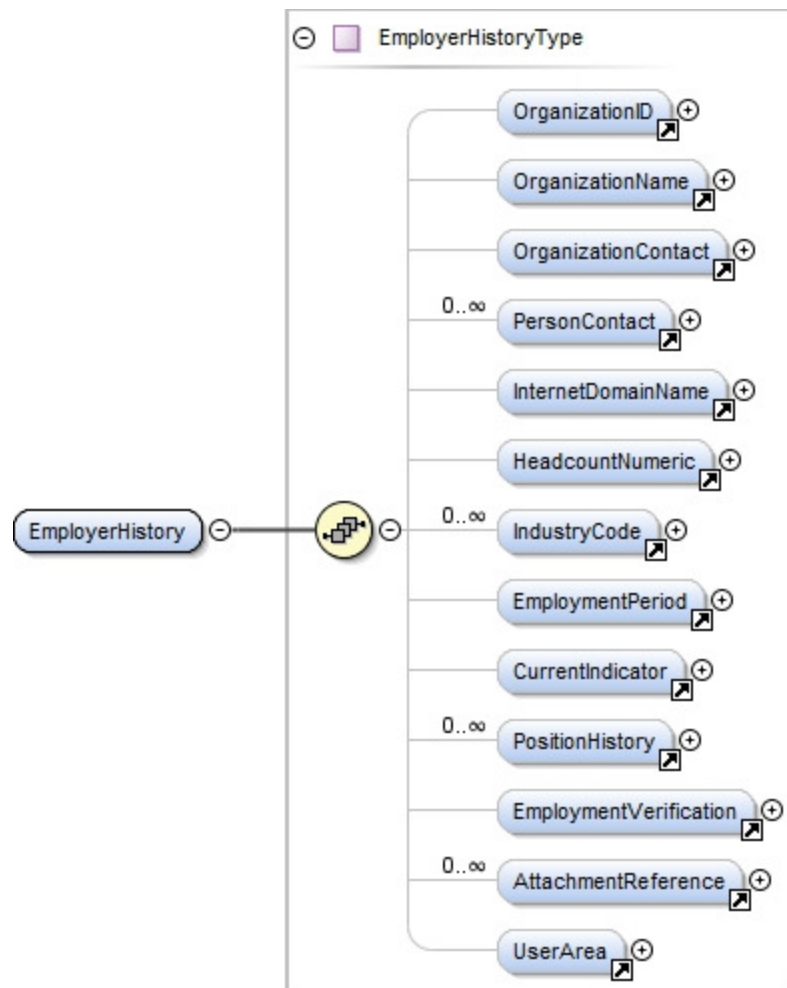 EmployerHistoryType
OrganizationID
OrganizationName
OrganizationContact
0..∞
PersonContact
InternetDomainName
HeadcountNumeric
EmployerHistory
0..∞
IndustryCode
EmploymentPeriod
CurrentIndicator
0..∞
PositionHistory
EmploymentVerification
0..∞
AttachmentReference
UserArea